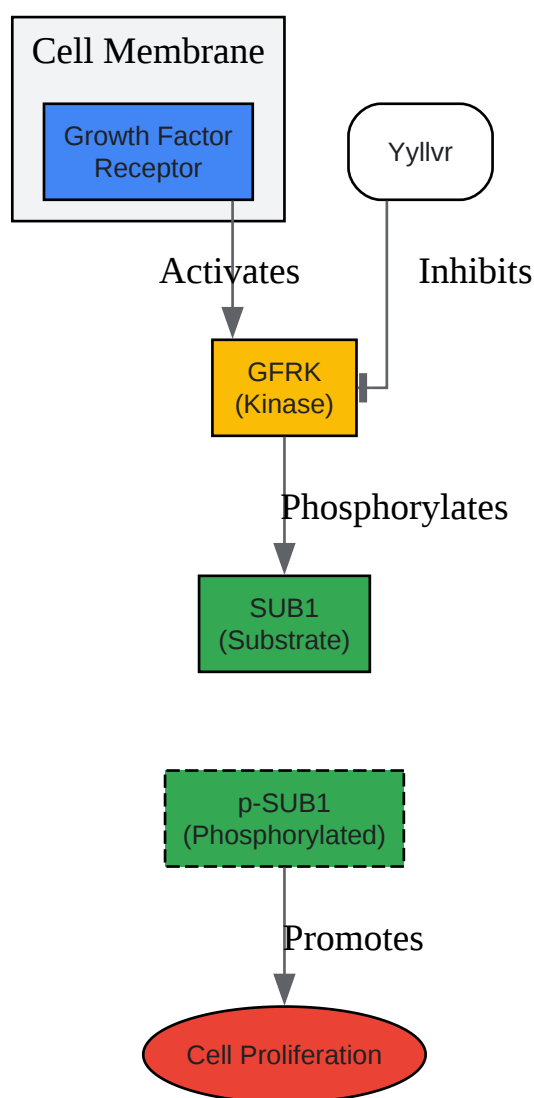 Cell Membrane
Growth Factor
Receptor
Yyllvr
Activates
Inhibits
GFRK
(Kinase)
Phosphorylates
SUB1
(Substrate)
p-SUB1
(Phosphorylated)
Promotes
Cell Proliferation